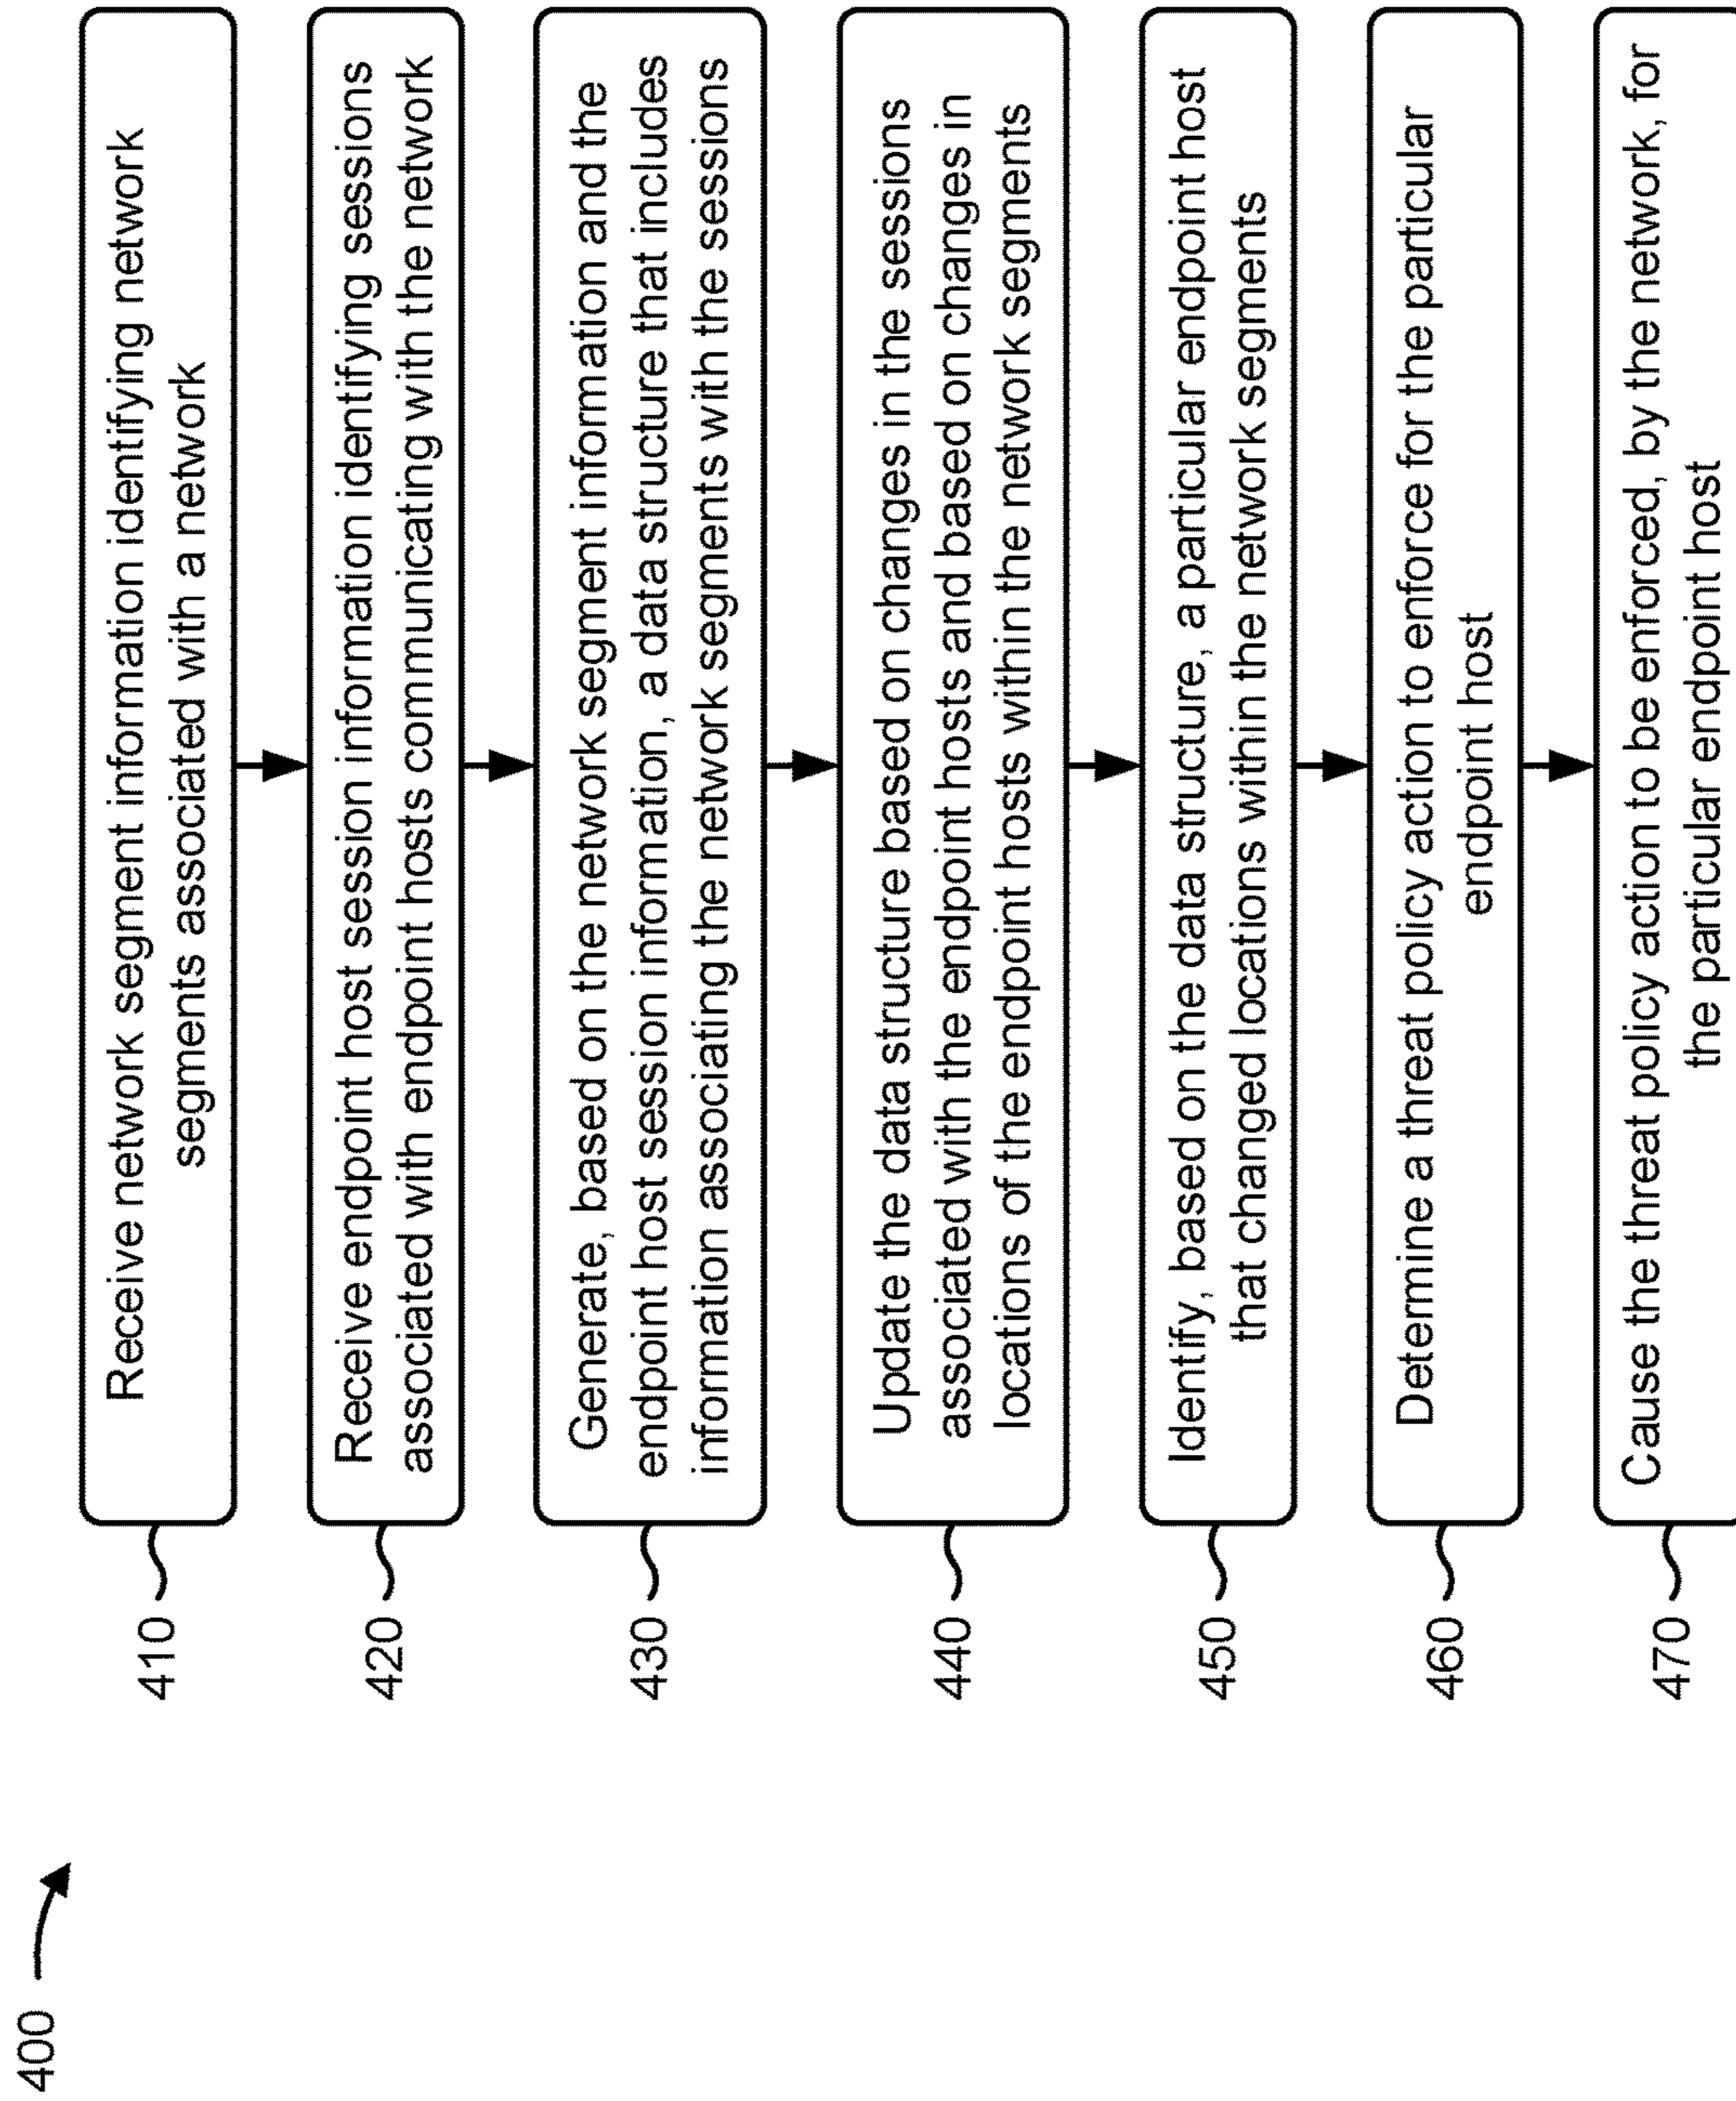 400
410
Receive network segment information identifying network
segments associated with a network
420
Receive endpoint host session information identifying sessions
associated with endpoint hosts communicating with the network
430
Generate, based on the network segment information and the
endpoint host session information, a data structure that includes
information associating the network segments with the sessions
440
Update the data structure based on changes in the sessions
associated with the endpoint hosts and based on changes in
locations of the endpoint hosts within the network segments
450
Identify, based on the data structure, a particular endpoint host
that changed locations within the network segments
460
Determine a threat policy action to enforce for the particular
endpoint host
470
Cause the threat policy action to be enforced, by the network, for
the particular endpoint host